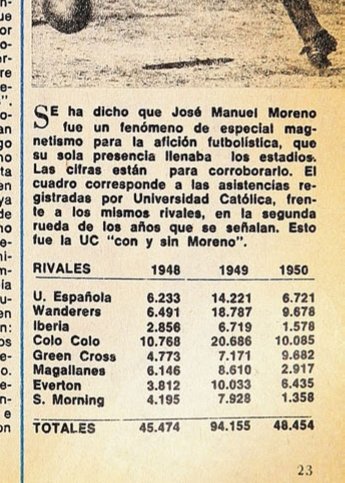 SE ha dicho que José Manuel Moreno
fue un fenómeno de especial mag-
netismo para la afición futbolística, que
su sola presencia llenaba los estadios.
Las cifras están para corroborarlo. El
cuadro corresponde a las asistencias re-
gistradas por Universidad Católica, fren-
te a los mismos rivales, en la segunda
rueda de los años que se señalan. Esto
fue la UC "con y sin Moreno".
RIVALES 1948 1949 1950
U. Española 6.233 14.221 6.721
Wanderers 6.491 18.787 9.678
Iberia 2.856 6.719 1.578
Colo Colo 10.768 20.686 10.085
Green Cross 4.773 7.171 9.682
Magallanes 6.146 8.610 2.917
Everton 3.812 10.033 6.435
S. Morning 4.195 7.928 1.358
TOTALES 45.474 94.155 48.454
23